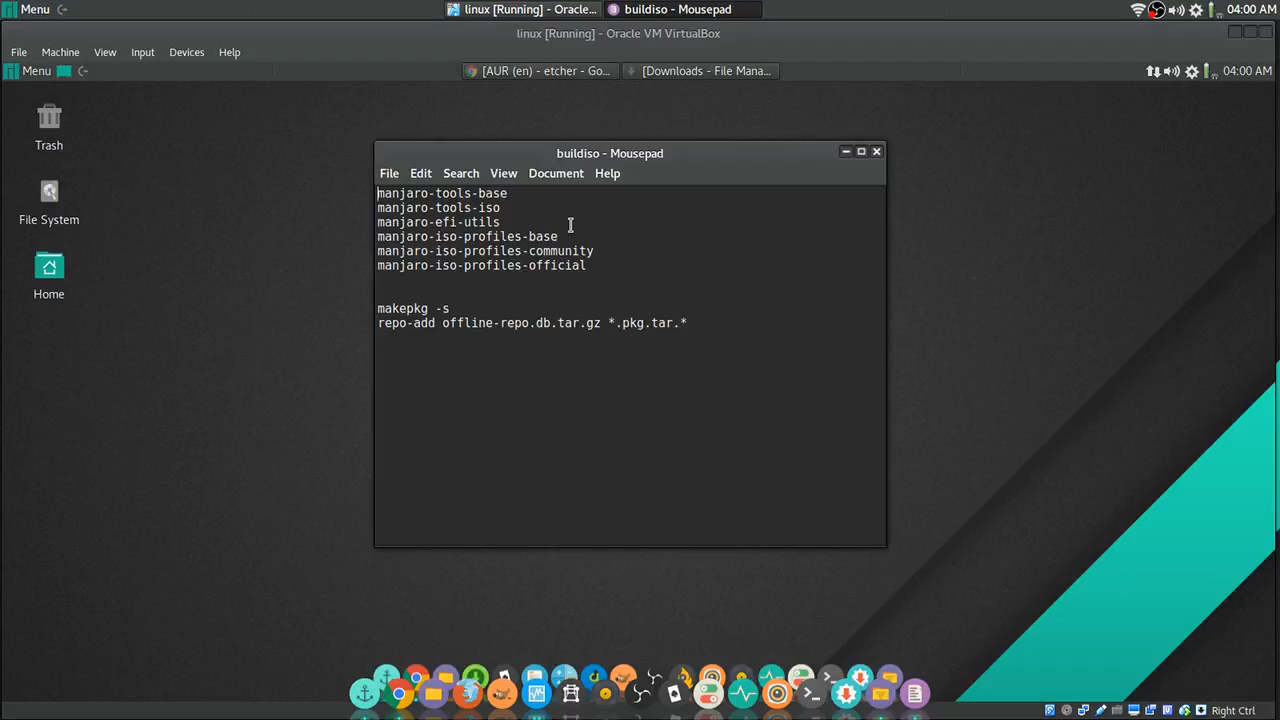 Menu
linux [Running] - Oracle...
buildiso - Mousepad
04:00 AM
linux [Running] - Oracle VM VirtualBox
File Machine View Input Devices Help
Menu
[AUR (en) - etcher - Go...
[Downloads - File Mana...
04:00 AM
Trash
File System
Home
buildiso - Mousepad
File Edit Search View Document Help
manjaro-tools-base
manjaro-tools-iso
manjaro-efi-utils
manjaro-iso-profiles-base
manjaro-iso-profiles-community
manjaro-iso-profiles-official
makepkg -s
repo-add offline-repo.db.tar.gz *.pkg.tar.*
Right Ctrl